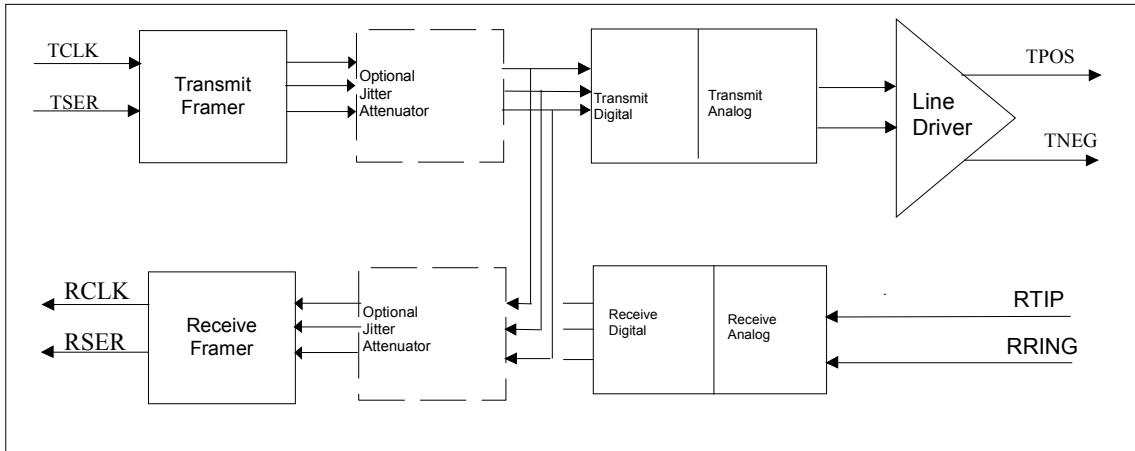 TCLK
TSER
Transmit
Framer
Optional
Jitter
Attenuator
Transmit
Digital
Transmit
Analog
Line
Driver
TPOS
TNEG
RCLK
RSER
Receive
Framer
Optional
Jitter
Attenuator
Receive
Digital
Receive
Analog
RTIP
RRING